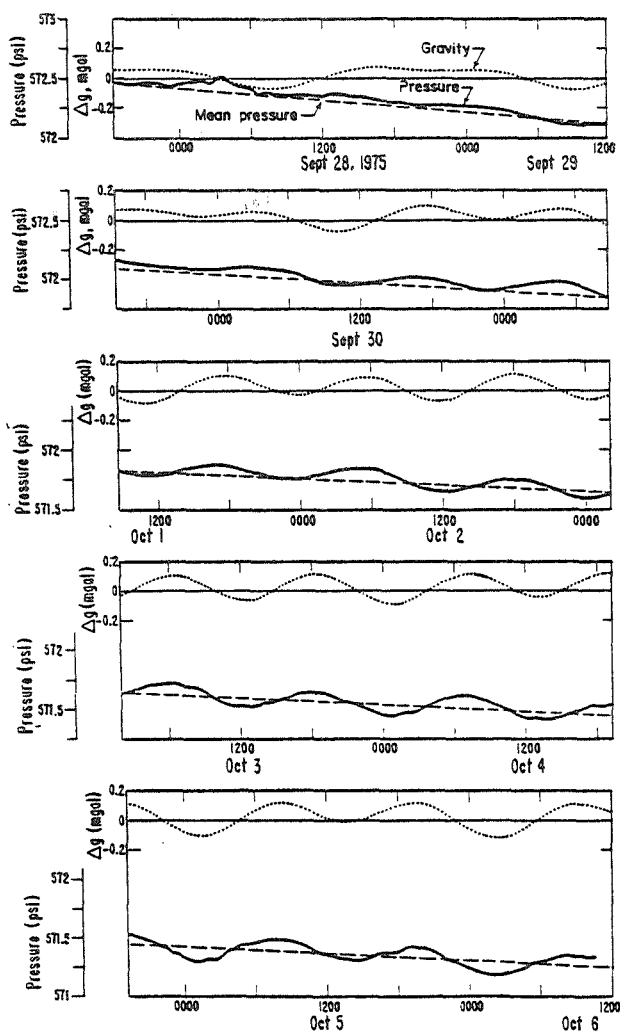 573
Pressure (psi)
572.5
572
Δg, mgal
0.2
0
-0.2
Gravity
Pressure
Mean pressure
0000
1200
0000
1200
Sept 28, 1975
Sept 29
Pressure (psi)
572.5
572
Δg, mgal
0.2
0
-0.2
0000
1200
0000
Sept 30
Pressure (psi)
572
571.5
Δg (mgal)
0.2
0
-0.2
1200
0000
1200
0000
Oct 1
Oct 2
Pressure (psi)
572
571.5
Δg (mgal)
0.2
0
-0.2
1200
0000
1200
Oct 3
Oct 4
Pressure (psi)
572
571.5
571
Δg (mgal)
0.2
0
-0.2
0000
1200
0000
1200
Oct 5
Oct 6